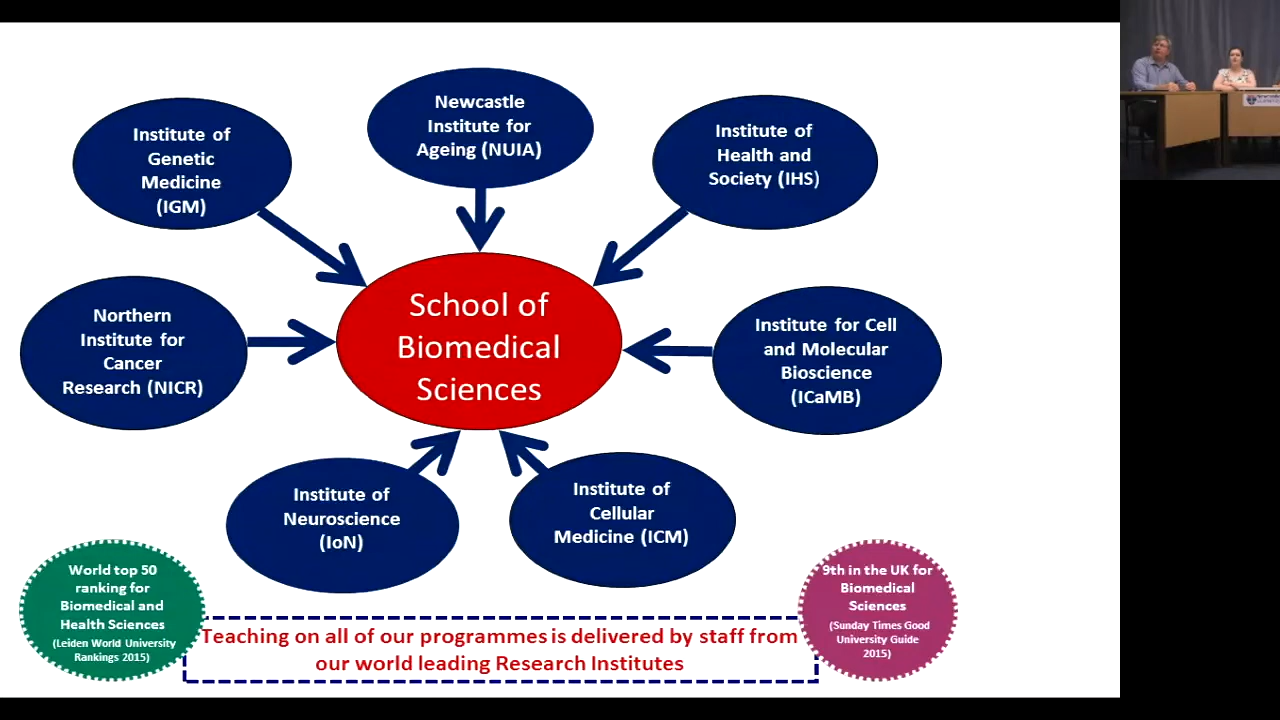 Newcastle
Institute for
Ageing (NUIA)
Institute of
Genetic
Medicine
(IGM)
Institute of
Health and
Society (IHS)
Northern
Institute for
Cancer
Research (NICR)
School of
Biomedical
Sciences
Institute for Cell
and Molecular
Bioscience
(ICaMB)
Institute of
Neuroscience
(IoN)
Institute of
Cellular
Medicine (ICM)
World top 50
ranking for
Biomedical and
Health Sciences
(Leiden World University
Rankings 2015)
Teaching on all of our programmes is delivered by staff from
our world leading Research Institutes
9th in the UK for
Biomedical
Sciences
(Sunday Times Good
University Guide
2015)